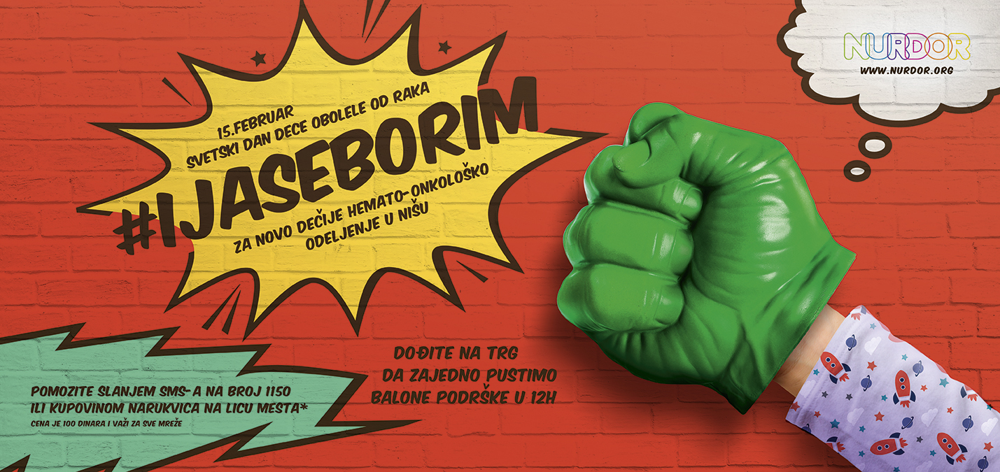 15.FEBRUAR
SVETSKI DAN DECE OBOLELE OD RAKA
#IJASEBORIM
ZA NOVO DEČIJE HEMATO-ONKOLOŠKO
ODELJENJE U NIŠU
NURDOR
WWW.NURDOR.ORG
DOĐITE NA TRG
DA ZAJEDNO PUSTIMO
BALONE PODRŠKE U 12H
POMOZITE SLANJEM SMS-A NA BROJ 1150
ILI KUPOVINOM NARUKVICA NA LICU MESTA*
CENA JE 100 DINARA I VAŽI ZA SVE MREŽE